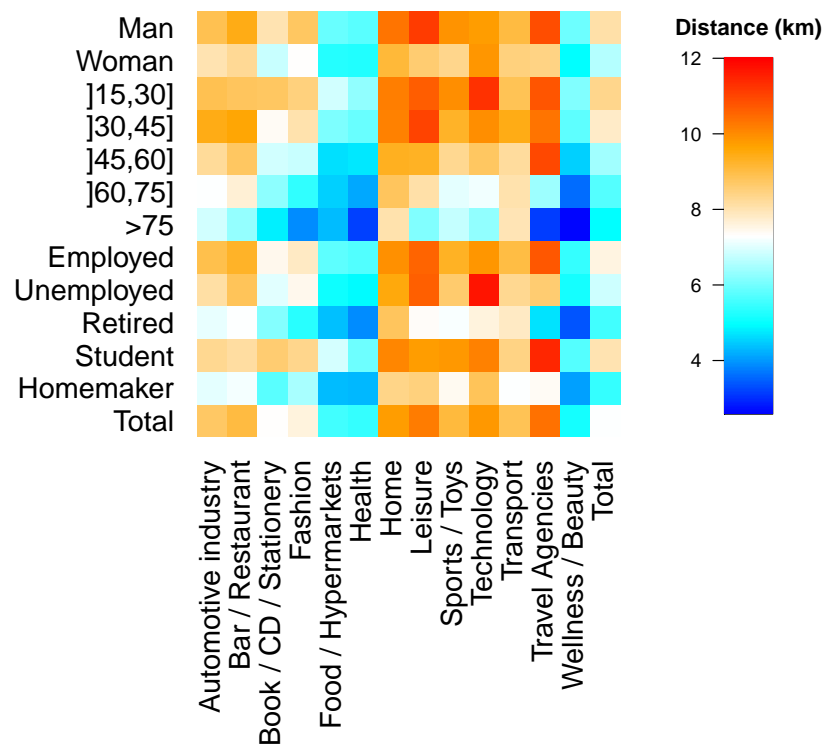 Man
Woman
]15,30]
]30,45]
]45,60]
]60,75]
>75
Employed
Unemployed
Retired
Student
Homemaker
Total
Automotive industry
Bar / Restaurant
Book / CD / Stationery
Fashion
Food / Hypermarkets
Health
Home
Leisure
Sports / Toys
Technology
Transport
Travel Agencies
Wellness / Beauty
Total
Distance (km)
12
10
8
6
4